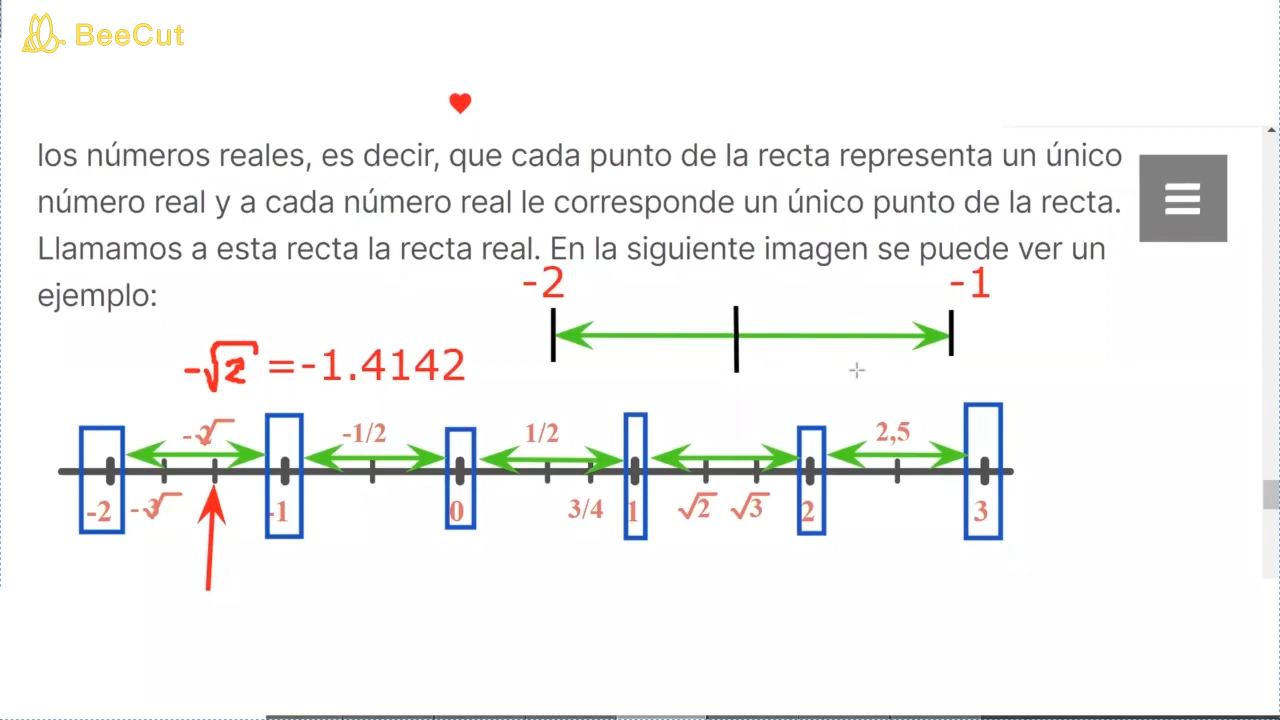 BeeCut
los números reales, es decir, que cada punto de la recta representa un único
número real y a cada número real le corresponde un único punto de la recta.
Llamamos a esta recta la recta real. En la siguiente imagen se puede ver un
ejemplo:
-2 -1
-√2 =-1.4142
-√2 -1/2 1/2 2,5
-2 -√3 -1 0 3/4 1 √2 √3 2 3